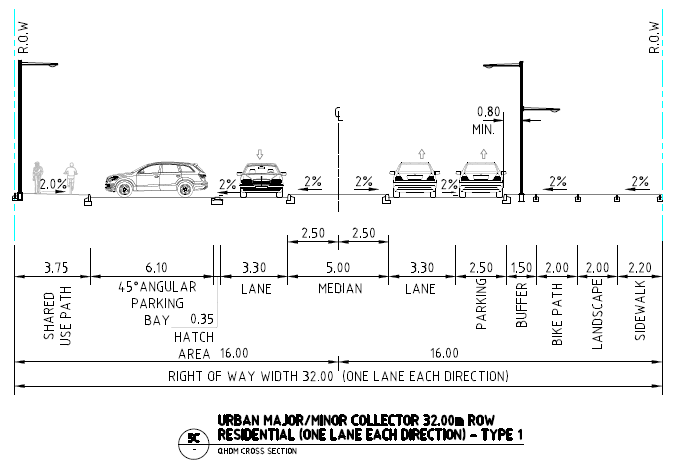 R.O.W
R.O.W
℄
0.80
MIN.
2.0%
2%
2%
2%
2%
2%
2%
2.50
2.50
3.75
6.10
3.30
5.00
3.30
2.50
1.50
2.00
2.00
2.20
SHARED
USE PATH
45°ANGULAR
PARKING
BAY
0.35
HATCH
AREA
LANE
MEDIAN
LANE
PARKING
BUFFER
BIKE PATH
LANDSCAPE
SIDEWALK
16.00
16.00
RIGHT OF WAY WIDTH 32.00 (ONE LANE EACH DIRECTION)
5C
-
URBAN MAJOR/MINOR COLLECTOR 32.00m ROW
RESIDENTIAL (ONE LANE EACH DIRECTION) - TYPE 1
QHDM CROSS SECTION